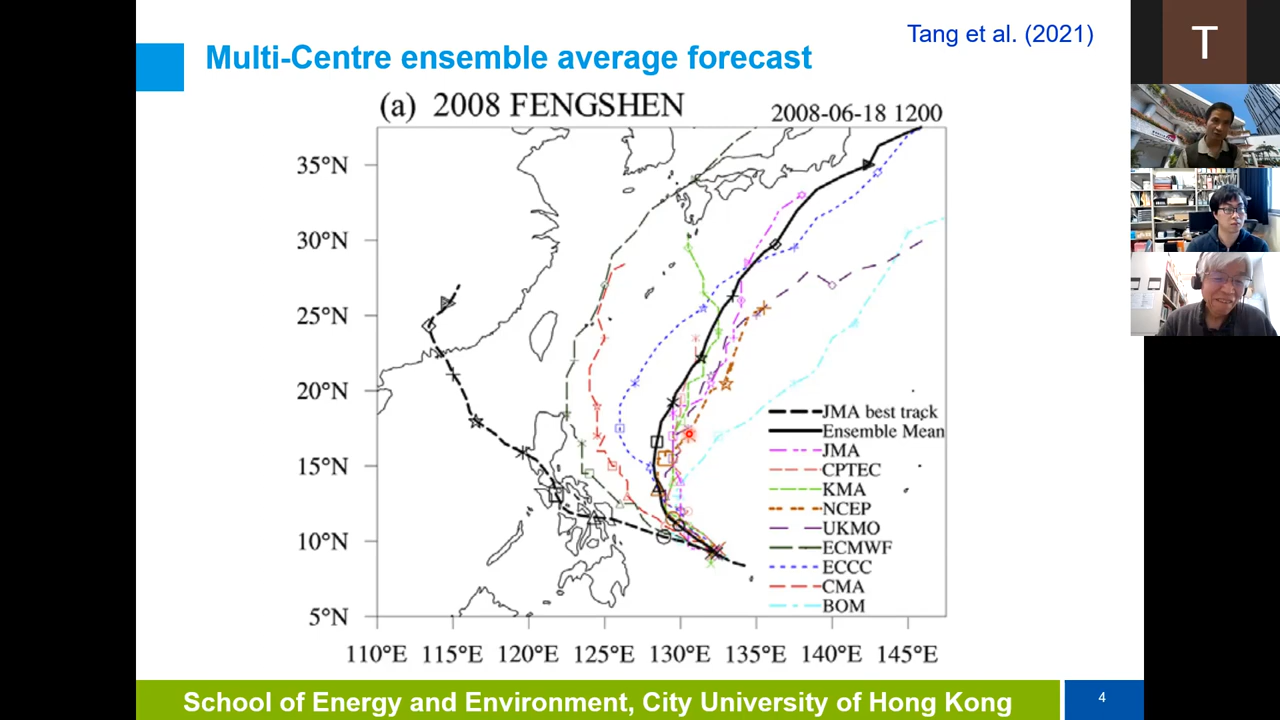 Tang et al. (2021)
T
Multi-Centre ensemble average forecast
(a) 2008 FENGSHEN
2008-06-18 1200
35°N
30°N
25°N
20°N
15°N
10°N
5°N
JMA best track
Ensemble Mean
JMA
CPTEC
KMA
NCEP
UKMO
ECMWF
ECCC
CMA
BOM
110°E 115°E 120°E 125°E 130°E 135°E 140°E 145°E
School of Energy and Environment, City University of Hong Kong
4